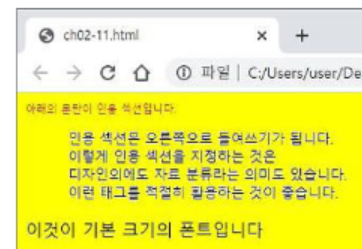 ch02-11.html
파일 | C:/Users/user/De
아래의 문단이 인용 섹션입니다.
인용 섹션은 오른쪽으로 들여쓰기가 됩니다.
이렇게 인용 섹션을 지정하는 것은
디자인외에도 자료 분류라는 의미도 있습니다.
이런 태그를 적절히 활용하는 것이 좋습니다.
이것이 기본 크기의 폰트입니다